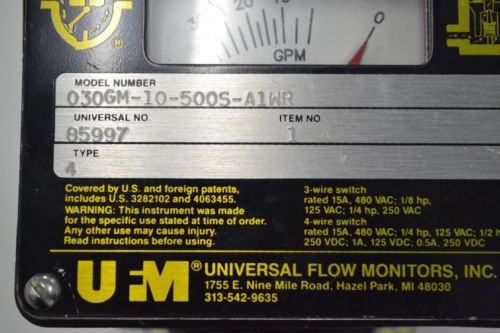 ®
30 20 10 0
GPM
MODEL NUMBER
030GM-10-500S-A1WR
UNIVERSAL NO. ITEM NO
85997 1
TYPE
4
Covered by U.S. and foreign patents,
includes U.S. 3282102 and 4063455.
WARNING: This instrument was made
for the specific use stated at time of order.
Any other use may cause injury.
Read instructions before using.
3-wire switch
rated 15A, 480 VAC; 1/8 hp,
125 VAC; 1/4 hp, 250 VAC
4-wire switch
rated 15A, 480 VAC; 1/4 hp, 125 VAC; 1/2 h
250 VDC; 1A, 125 VDC; 0.5A, 250 VDC
UFM® UNIVERSAL FLOW MONITORS, INC.
1755 E. Nine Mile Road, Hazel Park, MI 48030
313-542-9635